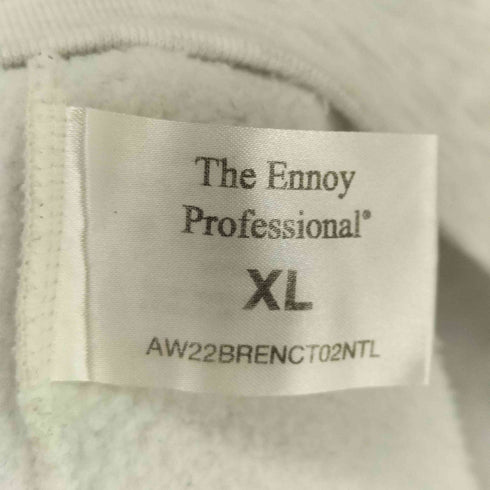 The Ennoy
Professional®
XL
AW22BRENCT02NTL